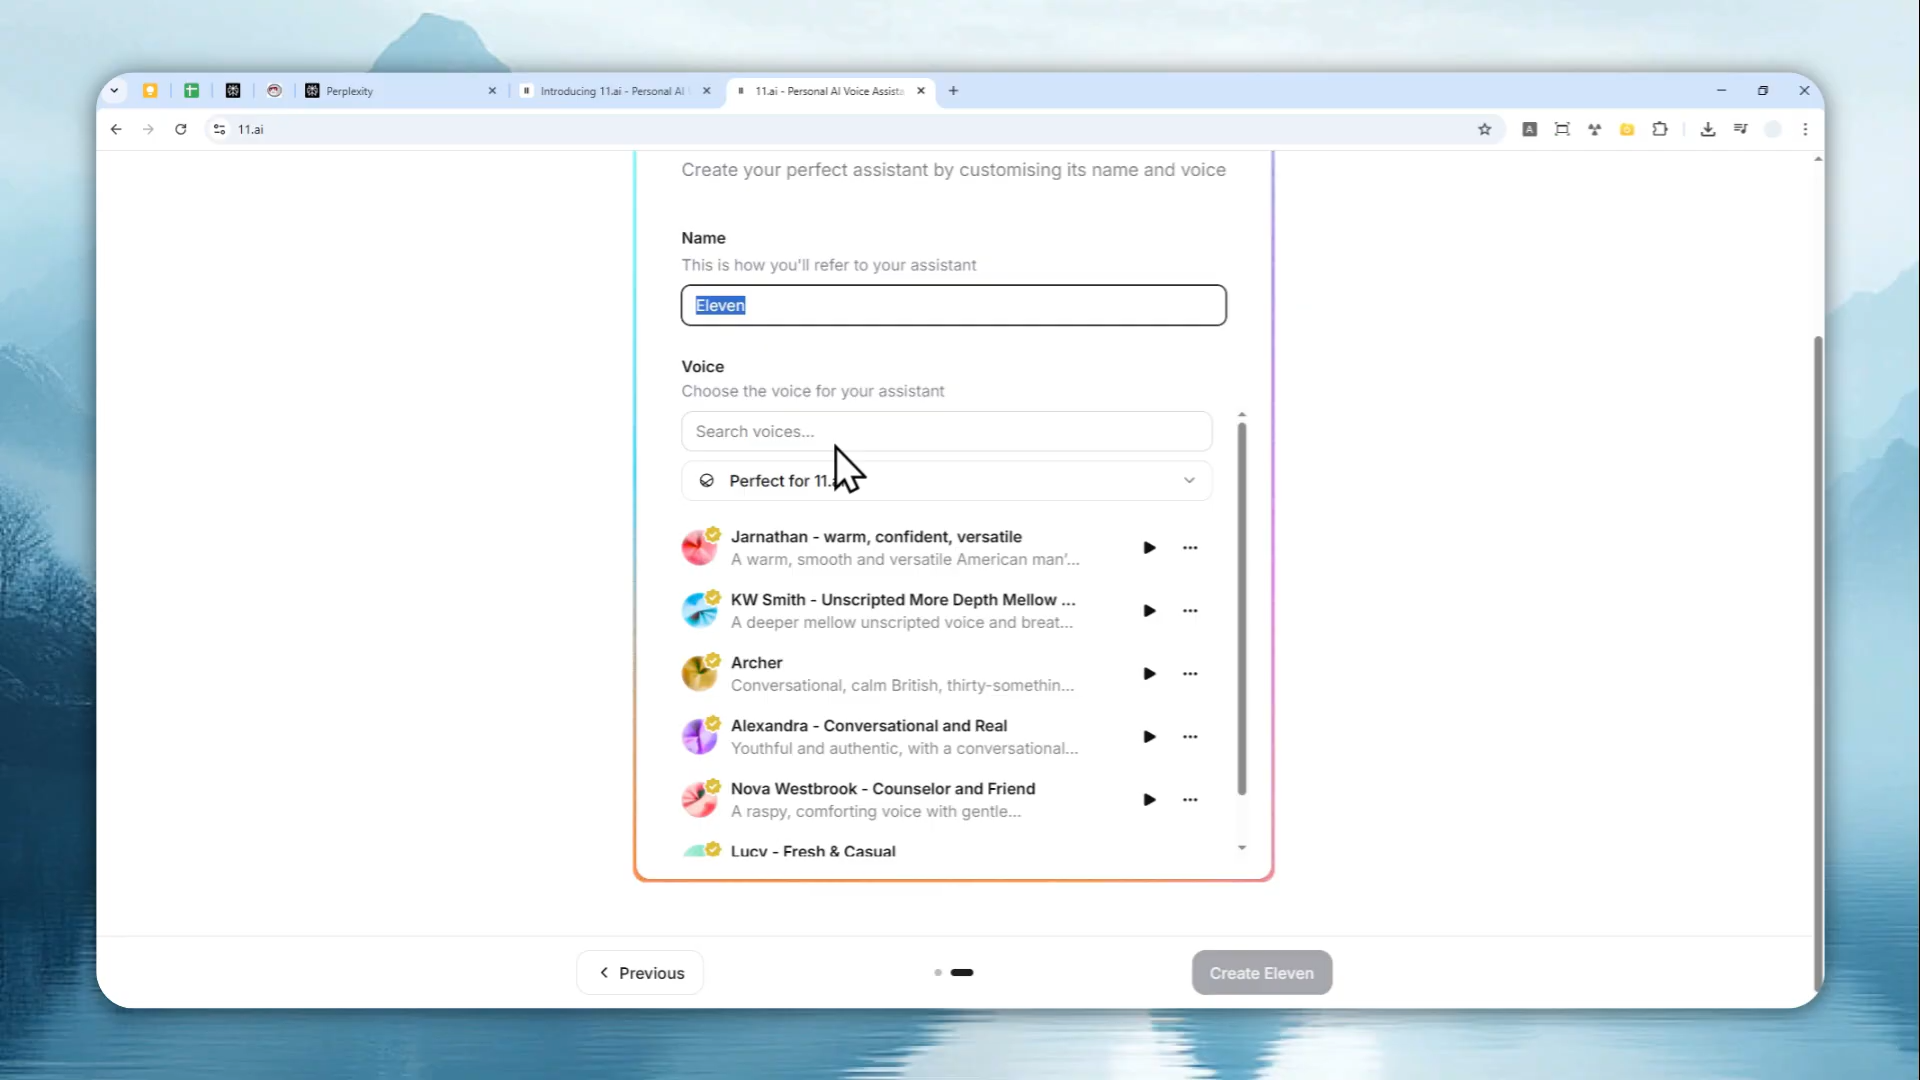 Perplexity
Introducing 11.ai - Personal AI
11.ai - Personal AI Voice Assista
11.ai
Create your perfect assistant by customising its name and voice
Name
This is how you'll refer to your assistant
Eleven
Voice
Choose the voice for your assistant
Search voices...
Perfect for 11.
Jarnathan - warm, confident, versatile
A warm, smooth and versatile American man'...
KW Smith - Unscripted More Depth Mellow ...
A deeper mellow unscripted voice and breat...
Archer
Conversational, calm British, thirty-somethin...
Alexandra - Conversational and Real
Youthful and authentic, with a conversational...
Nova Westbrook - Counselor and Friend
A raspy, comforting voice with gentle...
Lucy - Fresh & Casual
Previous
Create Eleven